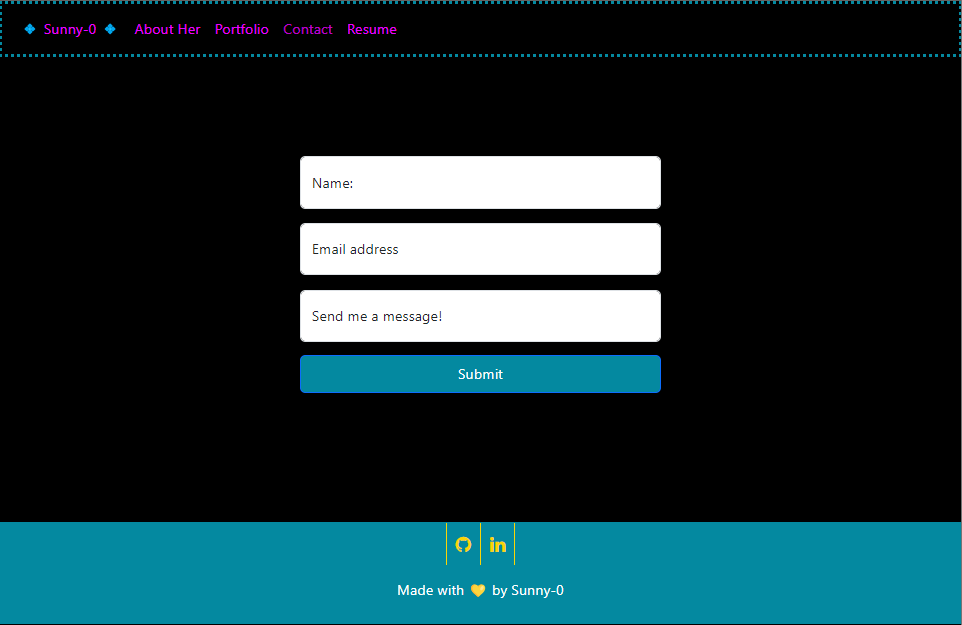 🔹 Sunny-0 🔹 About Her Portfolio Contact Resume
Name:
Email address
Send me a message!
Submit
in
Made with 💛 by Sunny-0